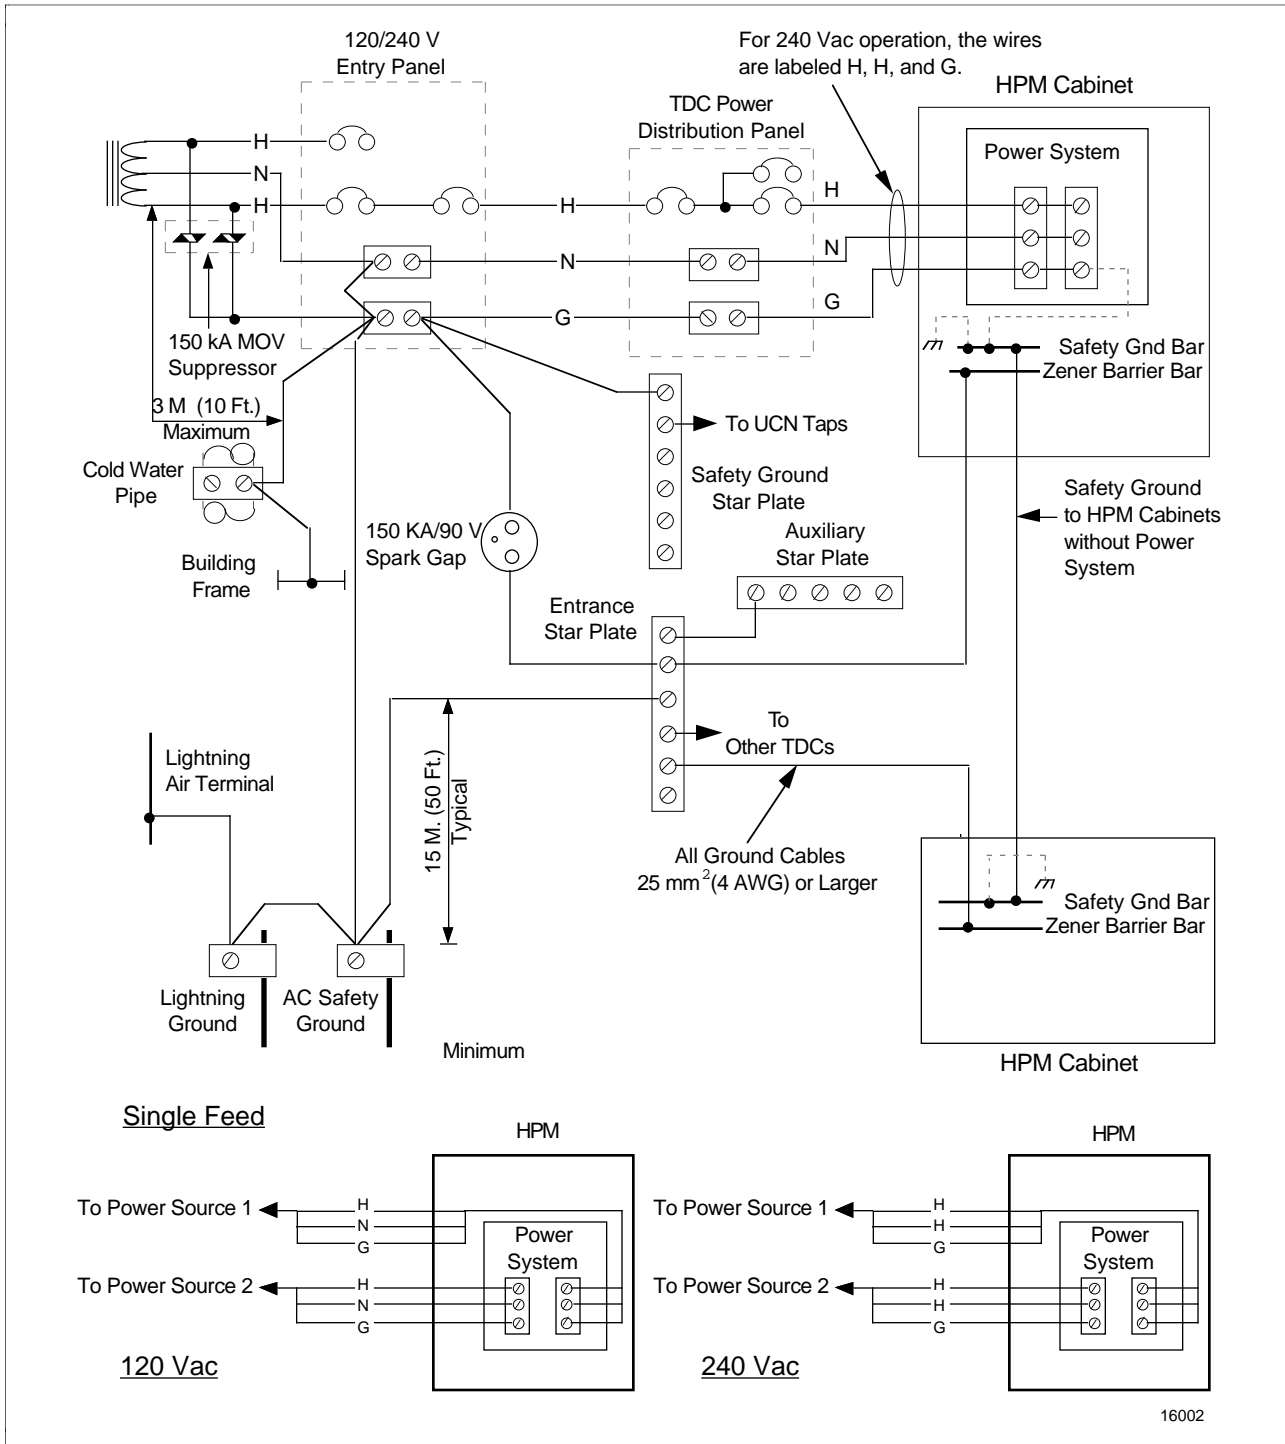 120/240 V
Entry Panel
For 240 Vac operation, the wires
are labeled H, H, and G.
HPM Cabinet
TDC Power
Distribution Panel
Power System
H
N
H
H
H
N
N
G
G
150 kA MOV
Suppressor
Safety Gnd Bar
Zener Barrier Bar
3 M (10 Ft.)
Maximum
To UCN Taps
Cold Water
Pipe
Safety Ground
Star Plate
Safety Ground
to HPM Cabinets
without Power
System
150 KA/90 V
Spark Gap
Auxiliary
Star Plate
Building
Frame
Entrance
Star Plate
To
Other TDCs
Lightning
Air Terminal
15 M. (50 Ft.)
Typical
All Ground Cables
25 mm2(4 AWG) or Larger
Safety Gnd Bar
Zener Barrier Bar
Lightning
Ground
AC Safety
Ground
Minimum
HPM Cabinet
Single Feed
HPM
To Power Source 1
H
N
G
Power
System
To Power Source 2
H
N
G
120 Vac
HPM
To Power Source 1
H
H
G
Power
System
To Power Source 2
H
H
G
240 Vac
16002